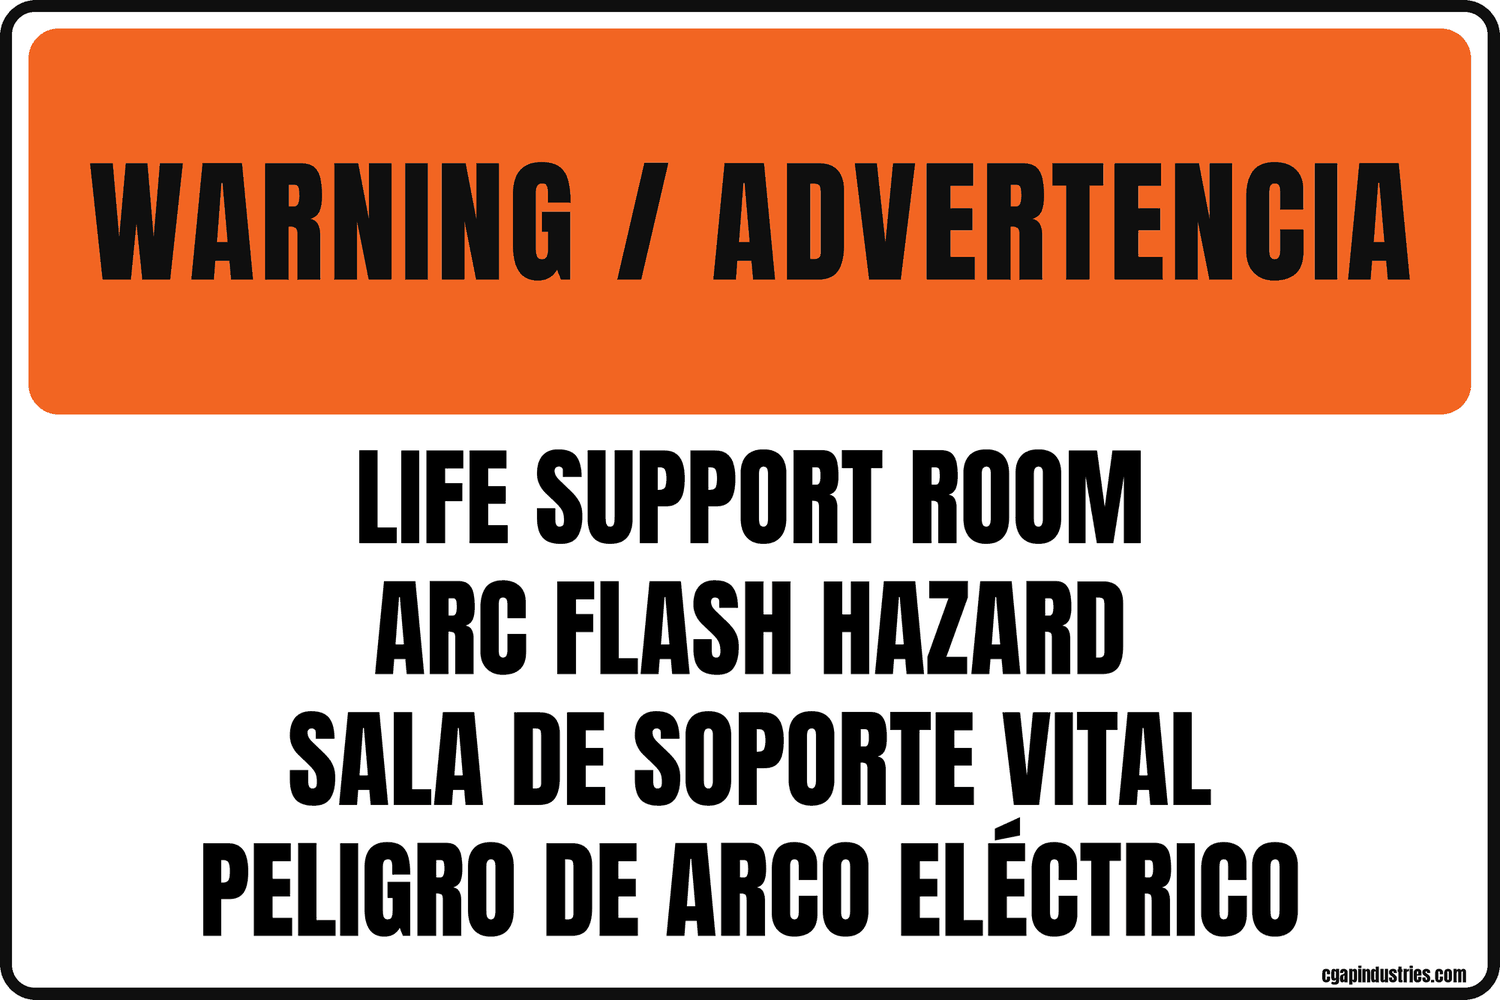 WARNING / ADVERTENCIA
LIFE SUPPORT ROOM
ARC FLASH HAZARD
SALA DE SOPORTE VITAL
PELIGRO DE ARCO ELÉCTRICO
cgapindustries.com